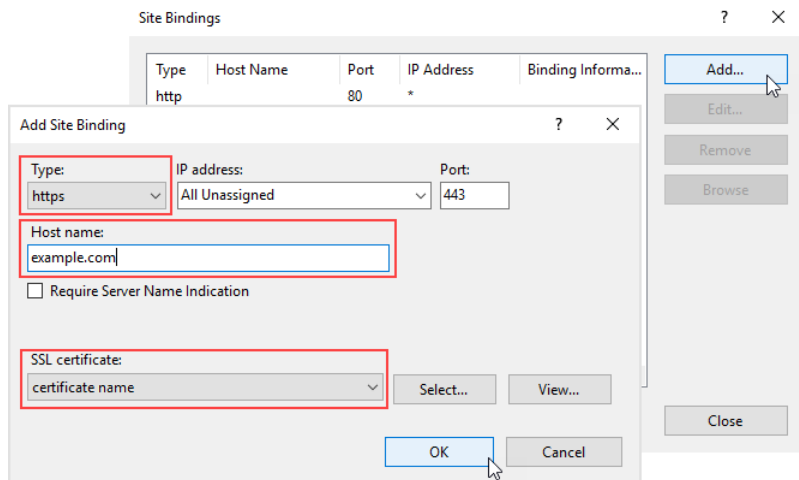 Site Bindings
?
Type Host Name Port IP Address Binding Informa...
http 80 *
Add...
Edit...
Remove
Browse
Close
Add Site Binding
?
Type: IP address: Port:
https All Unassigned 443
Host name:
example.com
Require Server Name Indication
SSL certificate:
certificate name Select... View...
OK Cancel